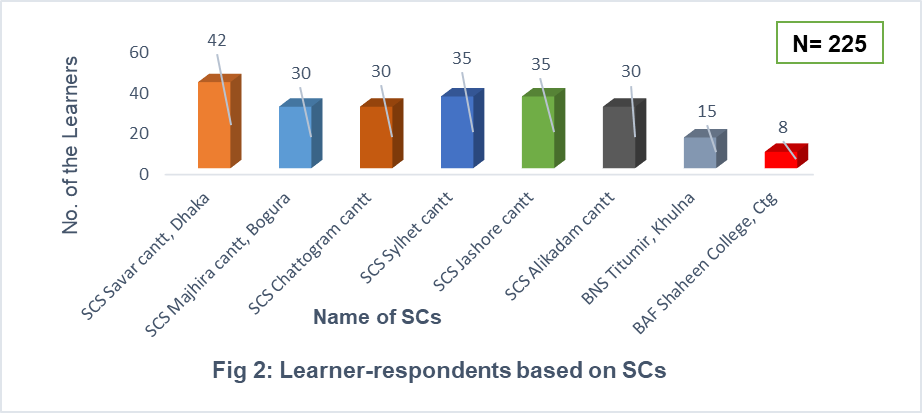 N= 225
No. of the Learners
60
40
20
0
42
30
30
35
35
30
15
8
SCS Savar cantt, Dhaka
SCS Majhira cantt, Bogura
SCS Chattogram cantt
SCS Sylhet cantt
SCS Jashore cantt
SCS Aliikadam cantt
BNS Titumir, Khulna
BAF Shaheen College, Ctg
Name of SCs
Fig 2: Learner-respondents based on SCs